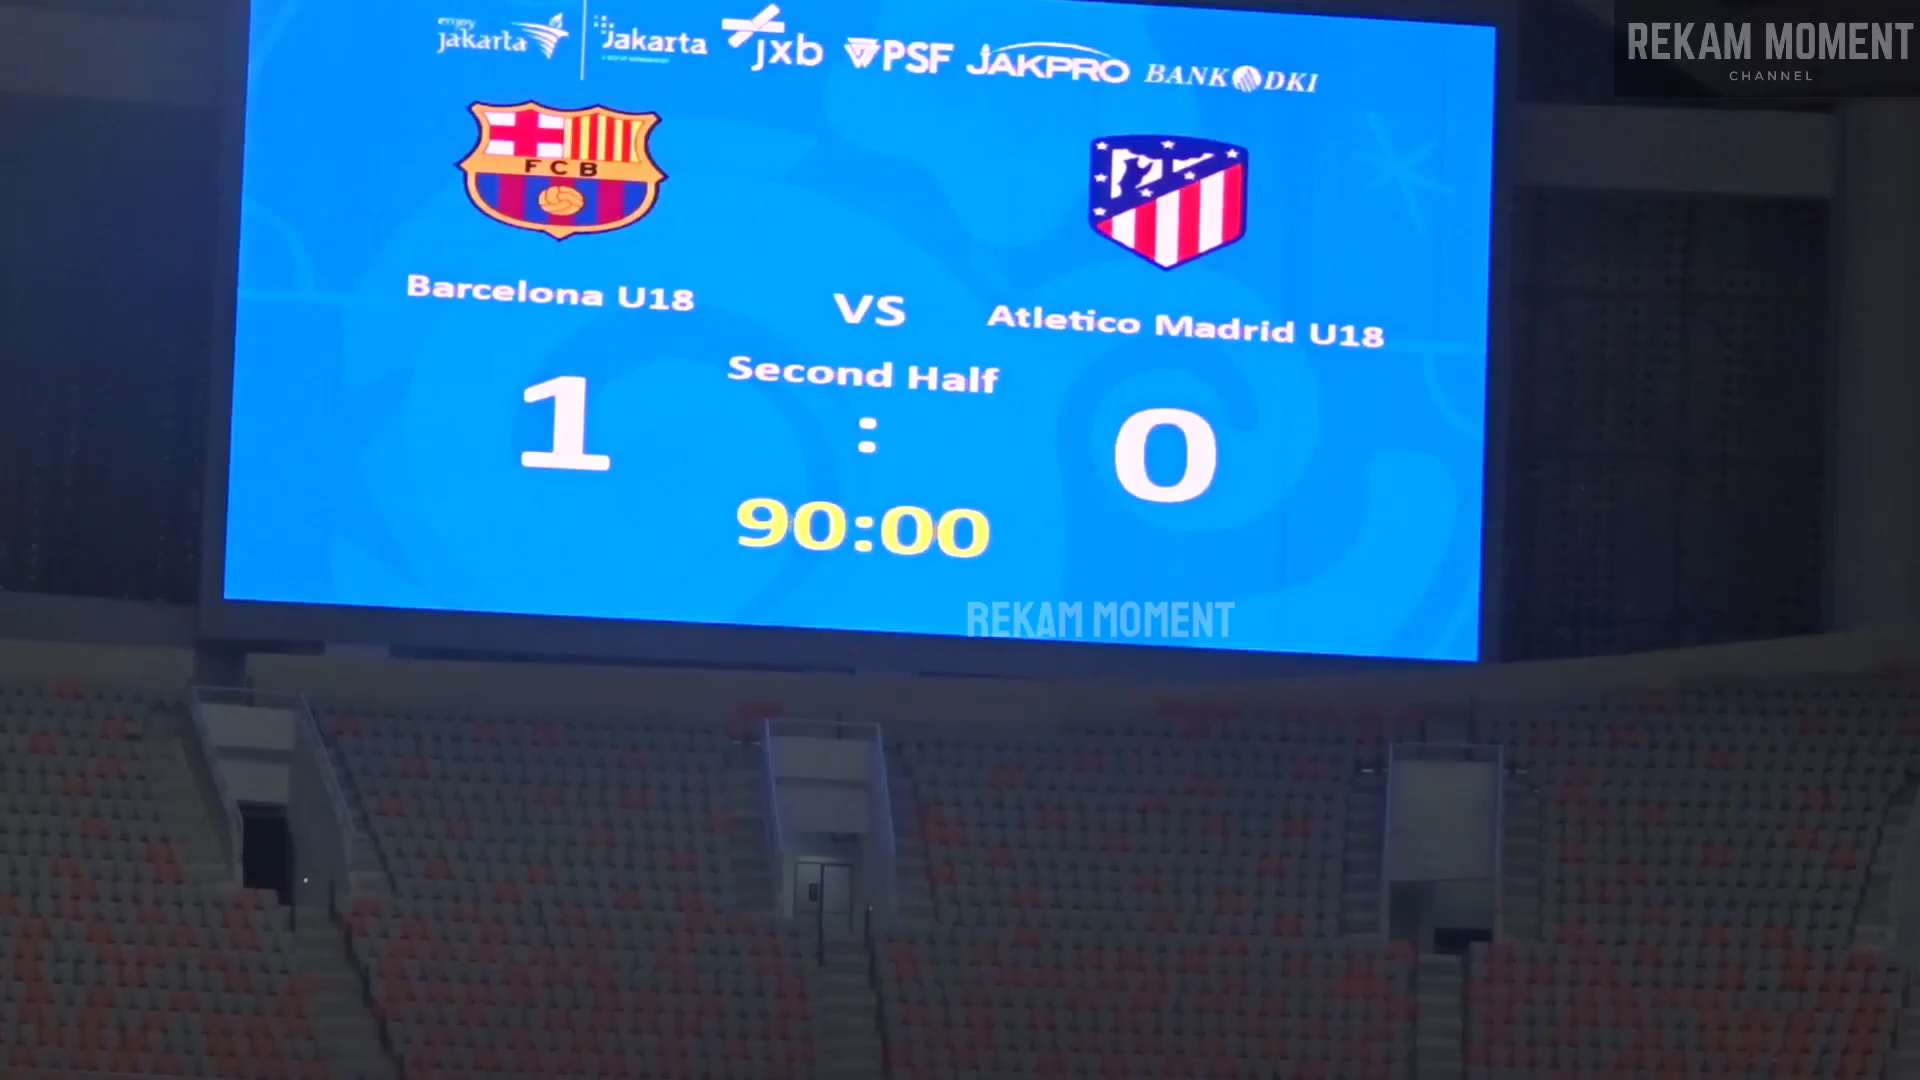 enjoy
jakarta
Jakarta
jxb
PSF
JAKPRO
BANK DKI
REKAM MOMENT
CHANNEL
FCB
Barcelona U18
VS
Atletico Madrid U18
Second Half
1 : 0
90:00
REKAM MOMENT